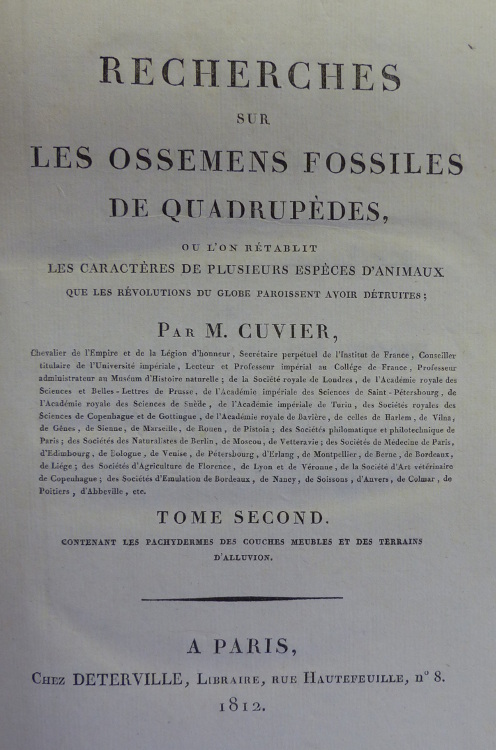 RECHERCHES
SUR
LES OSSEMENS FOSSILES
DE QUADRUPÈDES,
OU L'ON RÉTABLIT
LES CARACTÈRES DE PLUSIEURS ESPÈCES D'ANIMAUX
QUE LES RÉVOLUTIONS DU GLOBE PAROISSENT AVOIR DÉTRUITES;
PAR M. CUVIER,
Chevalier de l'Empire et de la Légion d'honneur, Secrétaire perpétuel de l'Institut de France, Conseiller
titulaire de l'Université impériale, Lecteur et Professeur impérial au Collége de France, Professeur
administrateur au Muséum d'Histoire naturelle; de la Société royale de Londres, de l'Académie royale des
Sciences et Belles-Lettres de Prusse, de l'Académie impériale des Sciences de Saint-Pétersbourg, de
l'Académie royale des Sciences de Suède, de l'Académie impériale de Turin, des Sociétés royales des
Sciences de Copenhague et de Gottingue, de l'Académie royale de Bavière, de celles de Harlem, de Vilna,
de Gênes, de Sienne, de Marseille, de Rouen, de Pistoia; des Sociétés philomatique et philotechnique de
Paris; des Sociétés des Naturalistes de Berlin, de Moscou, de Vetteravie; des Sociétés de Médecine de Paris,
d'Edimbourg, de Bologne, de Venise, de Pétersbourg, d'Erlang, de Montpellier, de Berne, de Bordeaux,
de Liége; des Sociétés d'Agriculture de Florence, de Lyon et de Véronne, de la Société d'Art vétérinaire
de Copenhague; des Sociétés d'Emulation de Bordeaux, de Nancy, de Soissons, d'Anvers, de Colmar, de
Poitiers, d'Abbeville, etc.
TOME SECOND.
CONTENANT LES PACHYDERMES DES COUCHES MEUBLES ET DES TERRAINS
D'ALLUVION.
A PARIS,
CHEZ DETERVILLE, LIBRAIRE, RUE HAUTEFEUILLE, n° 8.
1812.